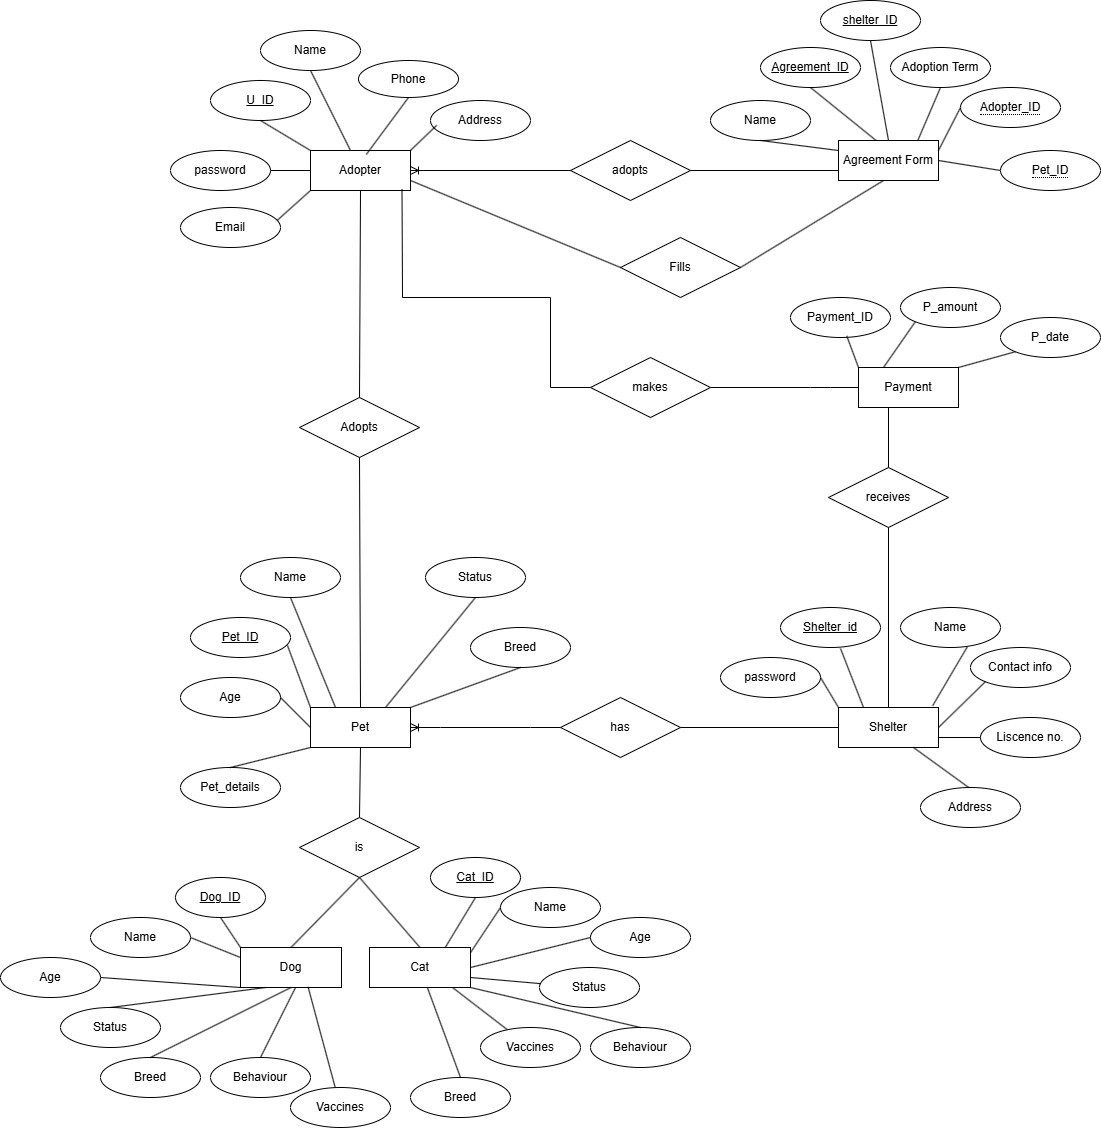 shelter_ID
Name
Agreement_ID
Adoption Term
Phone
U_ID
Adopter_ID
Name
Address
Agreement Form
password
Adopter
adopts
Pet_ID
Email
Fills
Payment_ID
P_amount
P_date
makes
Payment
Adopts
receives
Name
Status
Pet_ID
Shelter_id
Name
Breed
Contact info
password
Age
Pet
has
Shelter
Liscence no.
Pet_details
Address
is
Cat_ID
Dog_ID
Name
Name
Age
Dog
Cat
Age
Status
Status
Vaccines
Behaviour
Breed
Behaviour
Breed
Vaccines